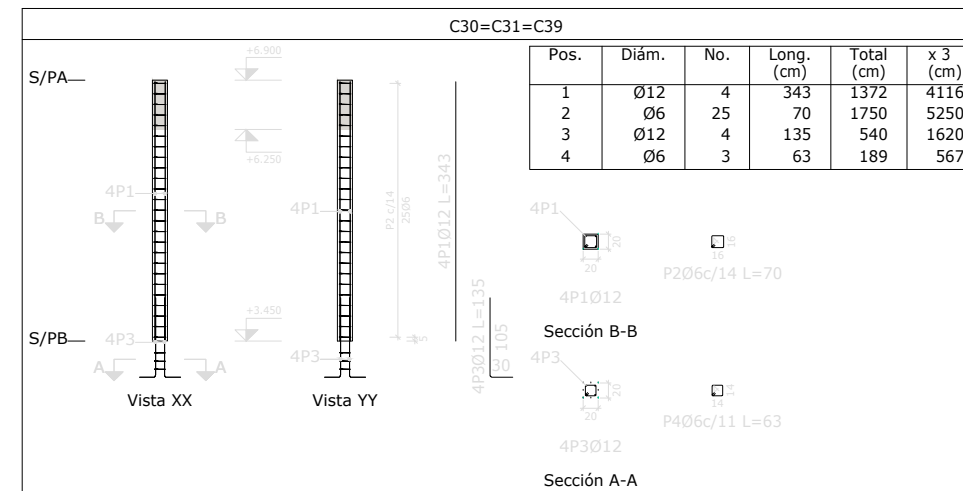 C30=C31=C39
Pos. Diám. No. Long. (cm) Total (cm) x 3 (cm)
1 Ø12 4 343 1372 4116
2 Ø6 25 70 1750 5250
3 Ø12 4 135 540 1620
4 Ø6 3 63 189 567
S/PA
+6.900
+6.250
4P1
B B
4P1
P2 c/14
25Ø6
4P1Ø12 L=343
+3.450
S/PB
4P3
A A
4P3
5
4P3Ø12 L=135
105
30
Vista XX
Vista YY
4P1
20
20
16
16
4P1Ø12
P2Ø6c/14 L=70
Sección B-B
4P3
20
20
14
14
P4Ø6c/11 L=63
4P3Ø12
Sección A-A